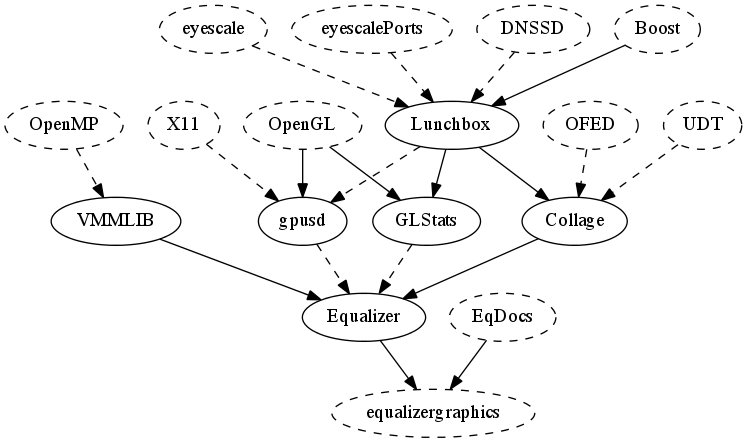 eyescale
eyescalePorts
DNSSD
Boost
OpenMP
X11
OpenGL
Lunchbox
OFED
UDT
VMMLIB
gpusd
GLStats
Collage
Equalizer
EqDocs
equalizergraphics